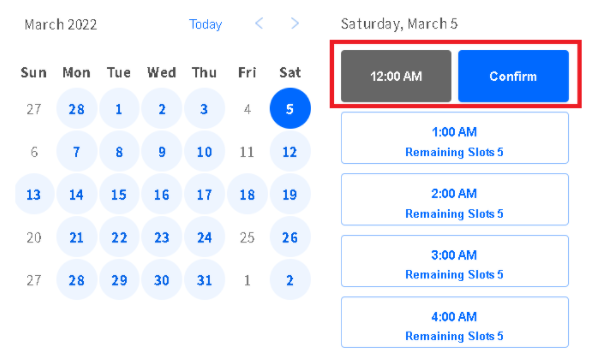 March 2022 Today < >
Sun Mon Tue Wed Thu Fri Sat
27 28 1 2 3 4 5
6 7 8 9 10 11 12
13 14 15 16 17 18 19
20 21 22 23 24 25 26
27 28 29 30 31 1 2
Saturday, March 5
12:00 AM Confirm
1:00 AM
Remaining Slots 5
2:00 AM
Remaining Slots 5
3:00 AM
Remaining Slots 5
4:00 AM
Remaining Slots 5